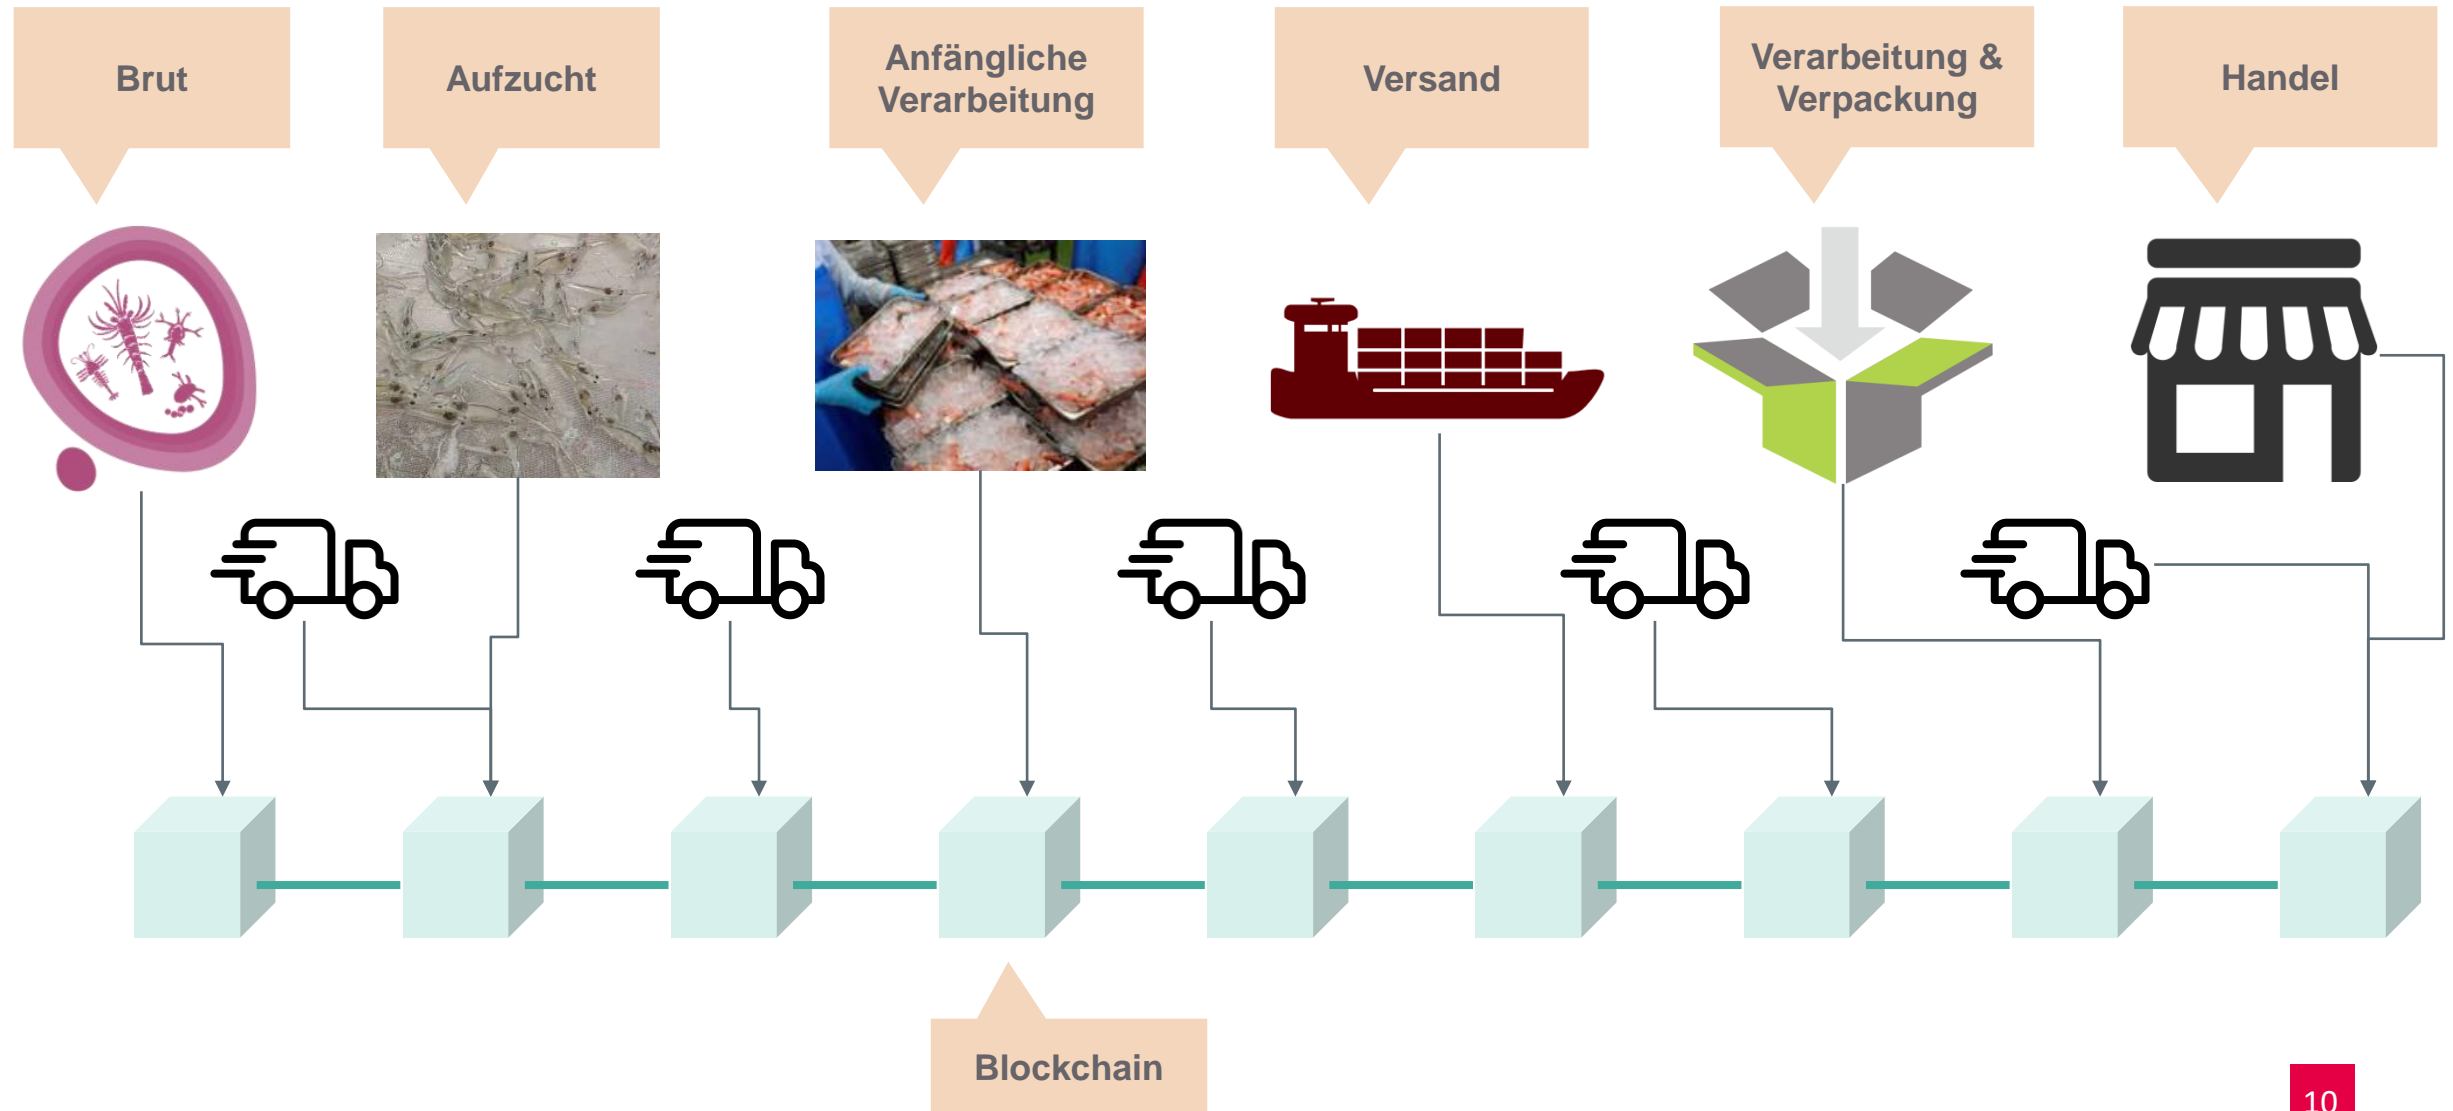 Brut
Aufzucht
Anfängliche
Verarbeitung
Versand
Verarbeitung &
Verpackung
Handel
Blockchain
10